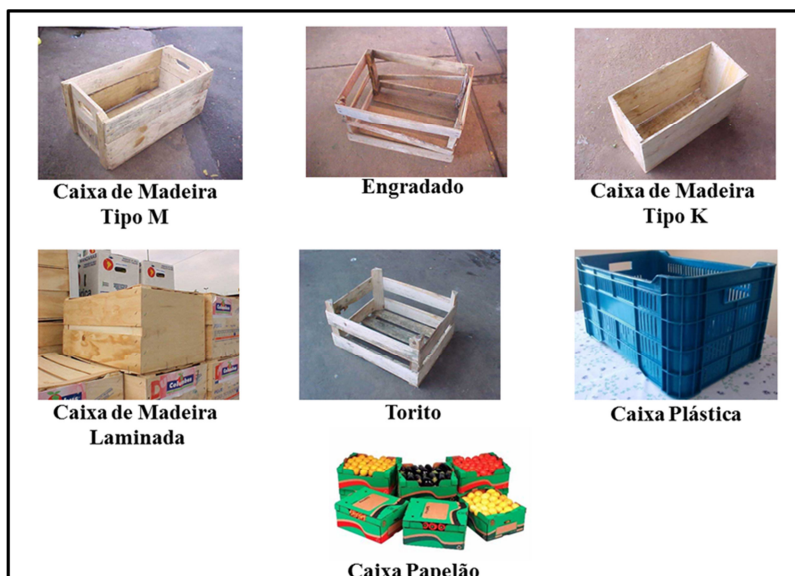 Caixa de Madeira
Tipo M
Engradado
Caixa de Madeira
Tipo K
Caixa de Madeira
Laminada
Torito
Caixa Plástica
Caixa Papelão